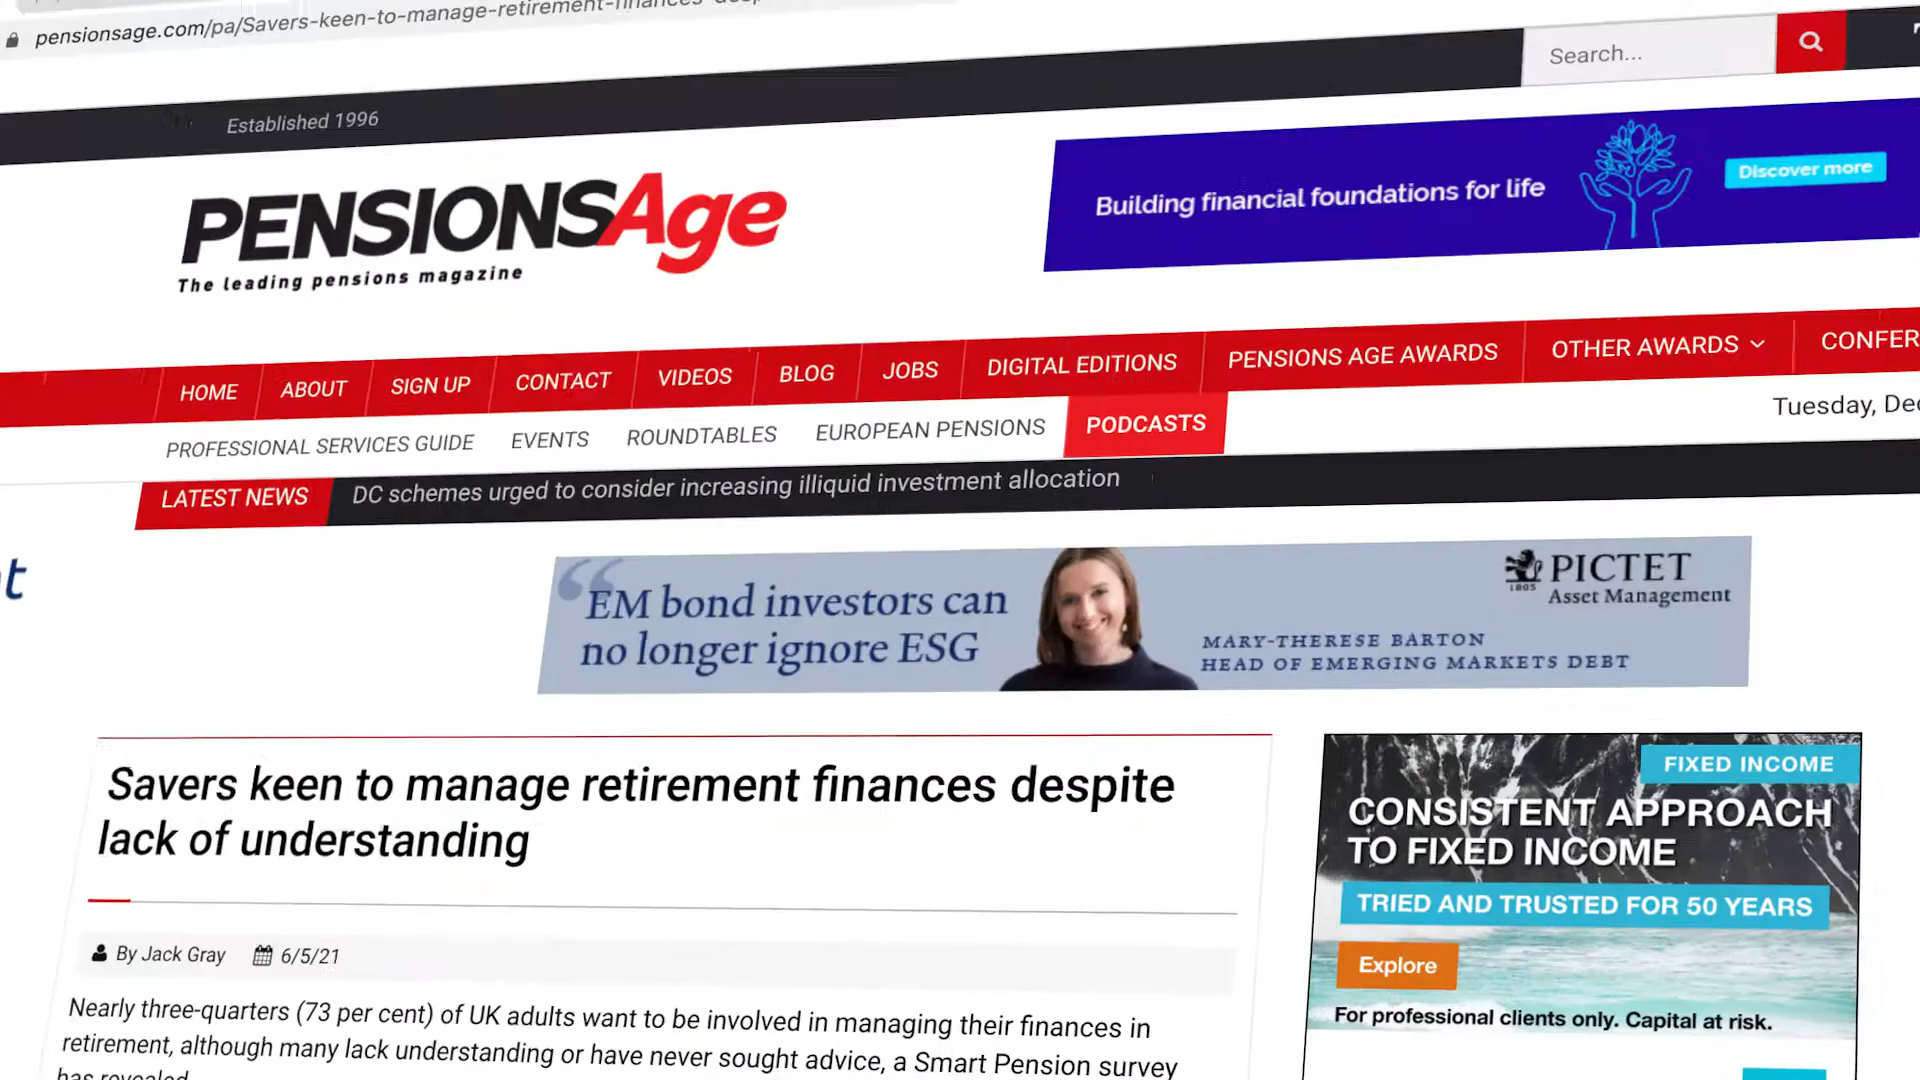 pensionsage.com/pa/Savers-keen-to-manage-retirement-finances-
Search...
Established 1996
Building financial foundations for life
Discover more
PENSIONSAge
The leading pensions magazine
HOME ABOUT SIGN UP CONTACT VIDEOS BLOG JOBS DIGITAL EDITIONS PENSIONS AGE AWARDS OTHER AWARDS CONFER
Tuesday, Dec
PROFESSIONAL SERVICES GUIDE EVENTS ROUNDTABLES EUROPEAN PENSIONS PODCASTS
LATEST NEWS DC schemes urged to consider increasing illiquid investment allocation
t
“EM bond investors can
no longer ignore ESG
MARY-THERESE BARTON
HEAD OF EMERGING MARKETS DEBT
PICTET
1805
Asset Management
Savers keen to manage retirement finances despite
lack of understanding
By Jack Gray 6/5/21
Nearly three-quarters (73 per cent) of UK adults want to be involved in managing their finances in
retirement, although many lack understanding or have never sought advice, a Smart Pension survey
has revealed
FIXED INCOME
CONSISTENT APPROACH
TO FIXED INCOME
TRIED AND TRUSTED FOR 50 YEARS
Explore
For professional clients only. Capital at risk.